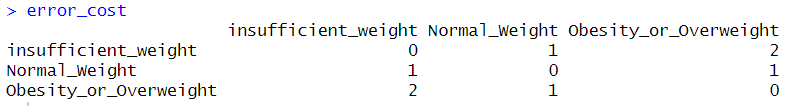 > error_cost
insufficient_weight Normal_Weight Obesity_or_Overweight
insufficient_weight 0 1 2
Normal_Weight 1 0 1
Obesity_or_Overweight 2 1 0